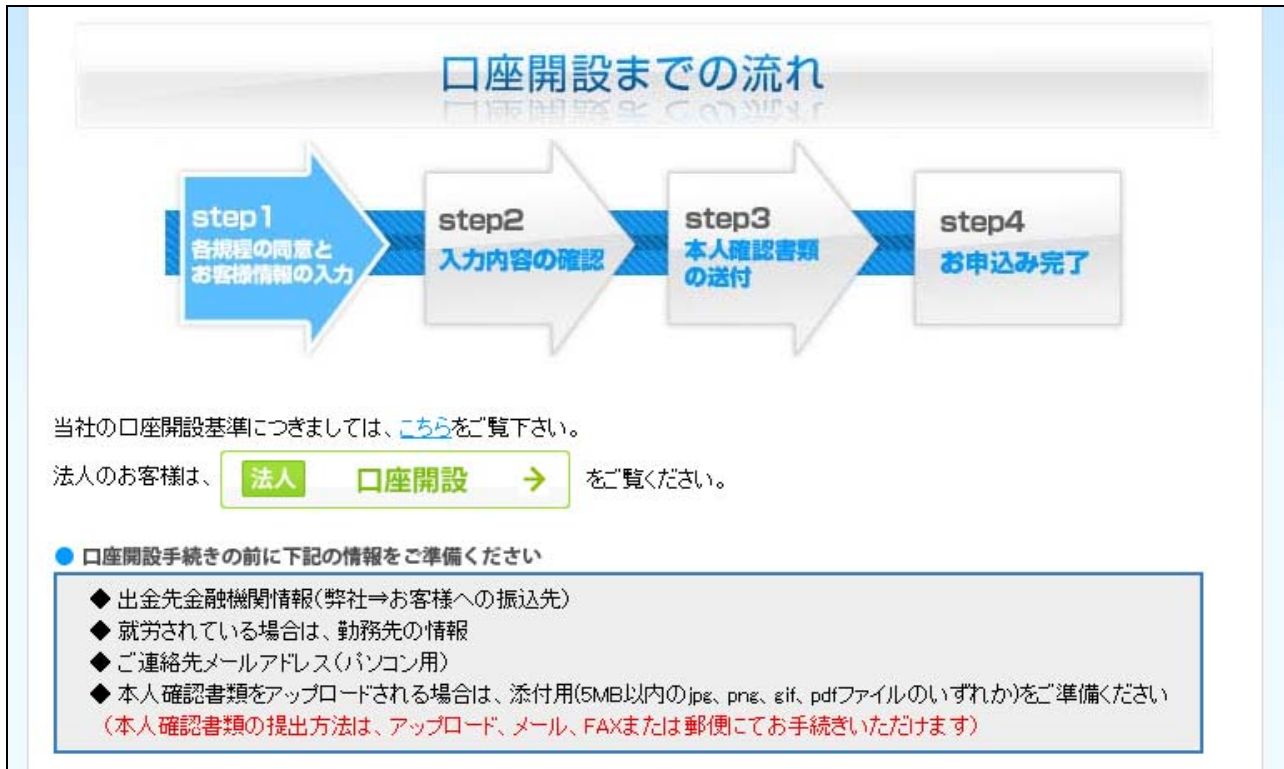 口座開設までの流れ
step1
各規程の同意と
お客様情報の入力
step2
入力内容の確認
step3
本人確認書類
の送付
step4
お申込み完了
当社の口座開設基準につきましては、こちらをご覧下さい。
法人のお客様は、 法人 口座開設 → をご覧ください。
● 口座開設手続きの前に下記の情報をご準備ください
◆ 出金先金融機関情報(弊社⇒お客様への振込先)
◆ 就労されている場合は、勤務先の情報
◆ ご連絡先メールアドレス(パソコン用)
◆ 本人確認書類をアップロードされる場合は、添付用(5MB以内のjpg、png、gif、pdfファイルのいずれか)をご準備ください
(本人確認書類の提出方法は、アップロード、メール、FAXまたは郵便にてお手続きいただけます)